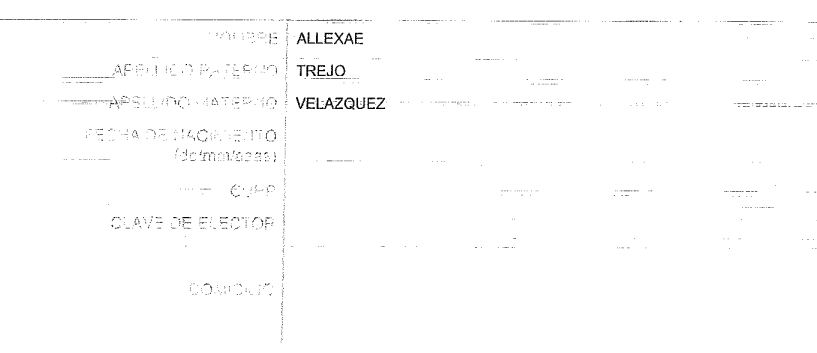 NOMBRE ALLEXAE
APELLIDO PATERNO TREJO
APELLIDO MATERNO VELAZQUEZ
FECHA DE NACIMIENTO
(dd/mm/aaaa)
CURP
CLAVE DE ELECTOR
DOMICILIO